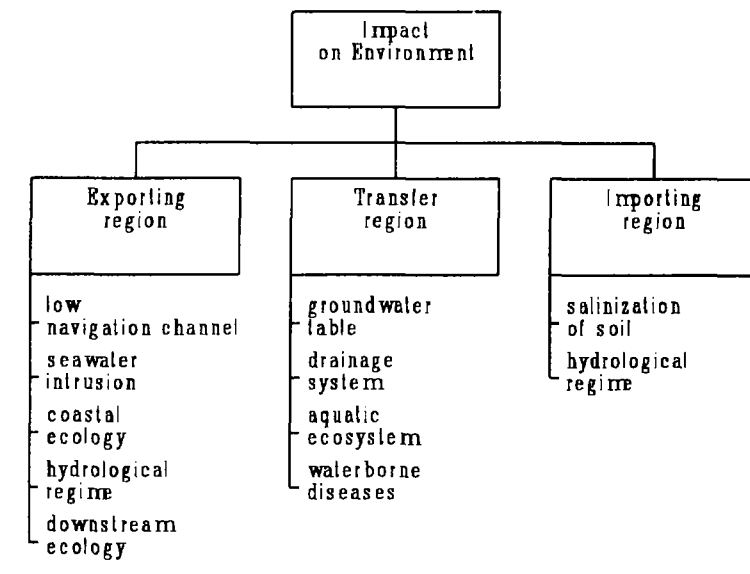 Impact
on Environment
Exporting
region
low
navigation channel
seawater
intrusion
coastal
ecology
hydrological
regime
downstream
ecology
Transfer
region
groundwater
table
drainage
system
aquatic
ecosystem
waterborne
diseases
Importing
region
salinization
of soil
hydrological
regime